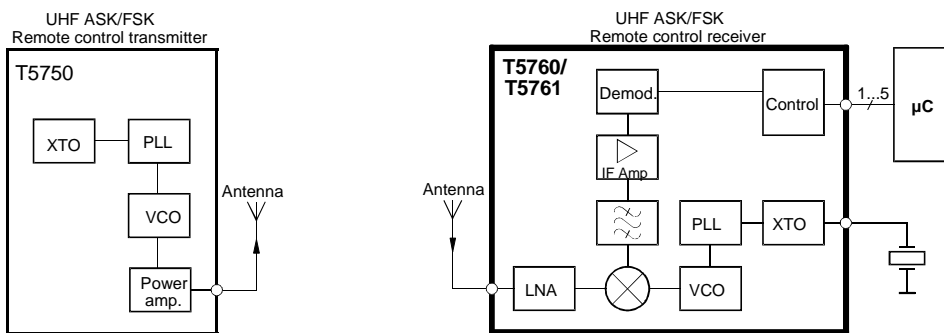 UHF ASK/FSK
Remote control transmitter
T5750
XTO
PLL
VCO
Power
amp.
Antenna
UHF ASK/FSK
Remote control receiver
T5760/
T5761
Demod.
Control
1...5
µC
IF Amp
Antenna
PLL
XTO
LNA
VCO